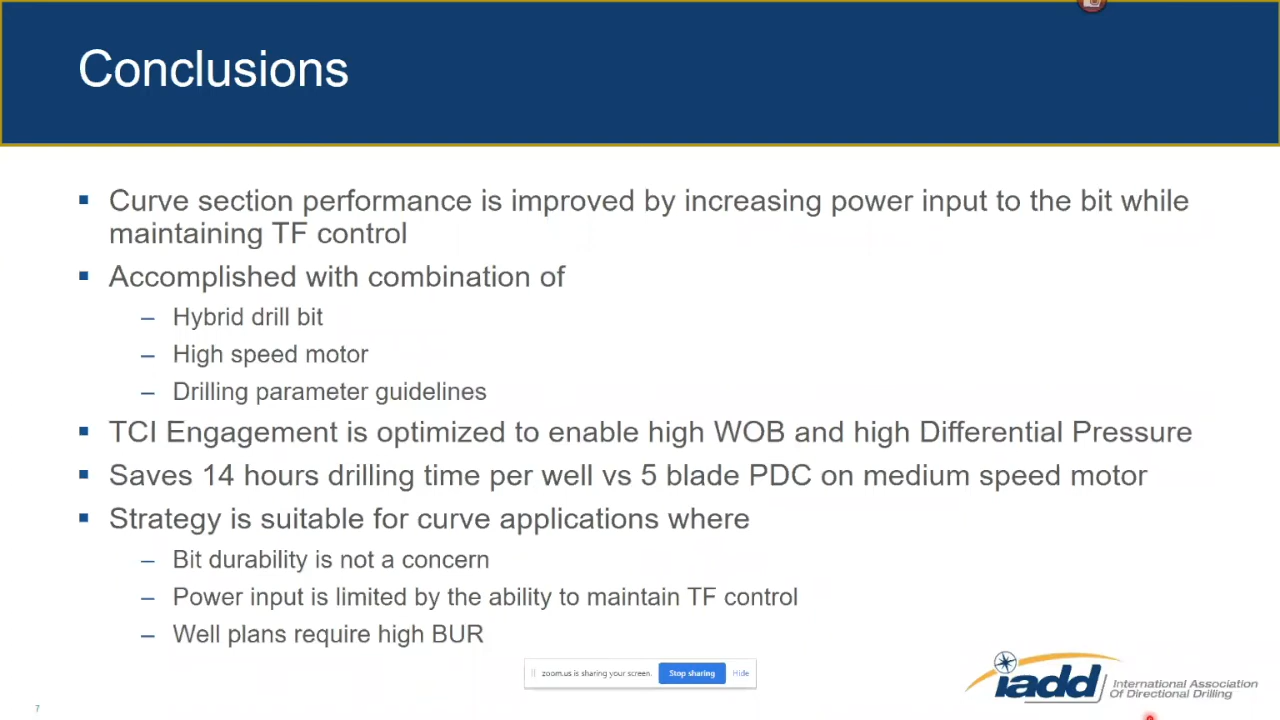 Conclusions
▪ Curve section performance is improved by increasing power input to the bit while
maintaining TF control
▪ Accomplished with combination of
– Hybrid drill bit
– High speed motor
– Drilling parameter guidelines
▪ TCI Engagement is optimized to enable high WOB and high Differential Pressure
▪ Saves 14 hours drilling time per well vs 5 blade PDC on medium speed motor
▪ Strategy is suitable for curve applications where
– Bit durability is not a concern
– Power input is limited by the ability to maintain TF control
– Well plans require high BUR
zoom.us is sharing your screen. Stop sharing Hide
iadd International Association
Of Directional Drilling
7